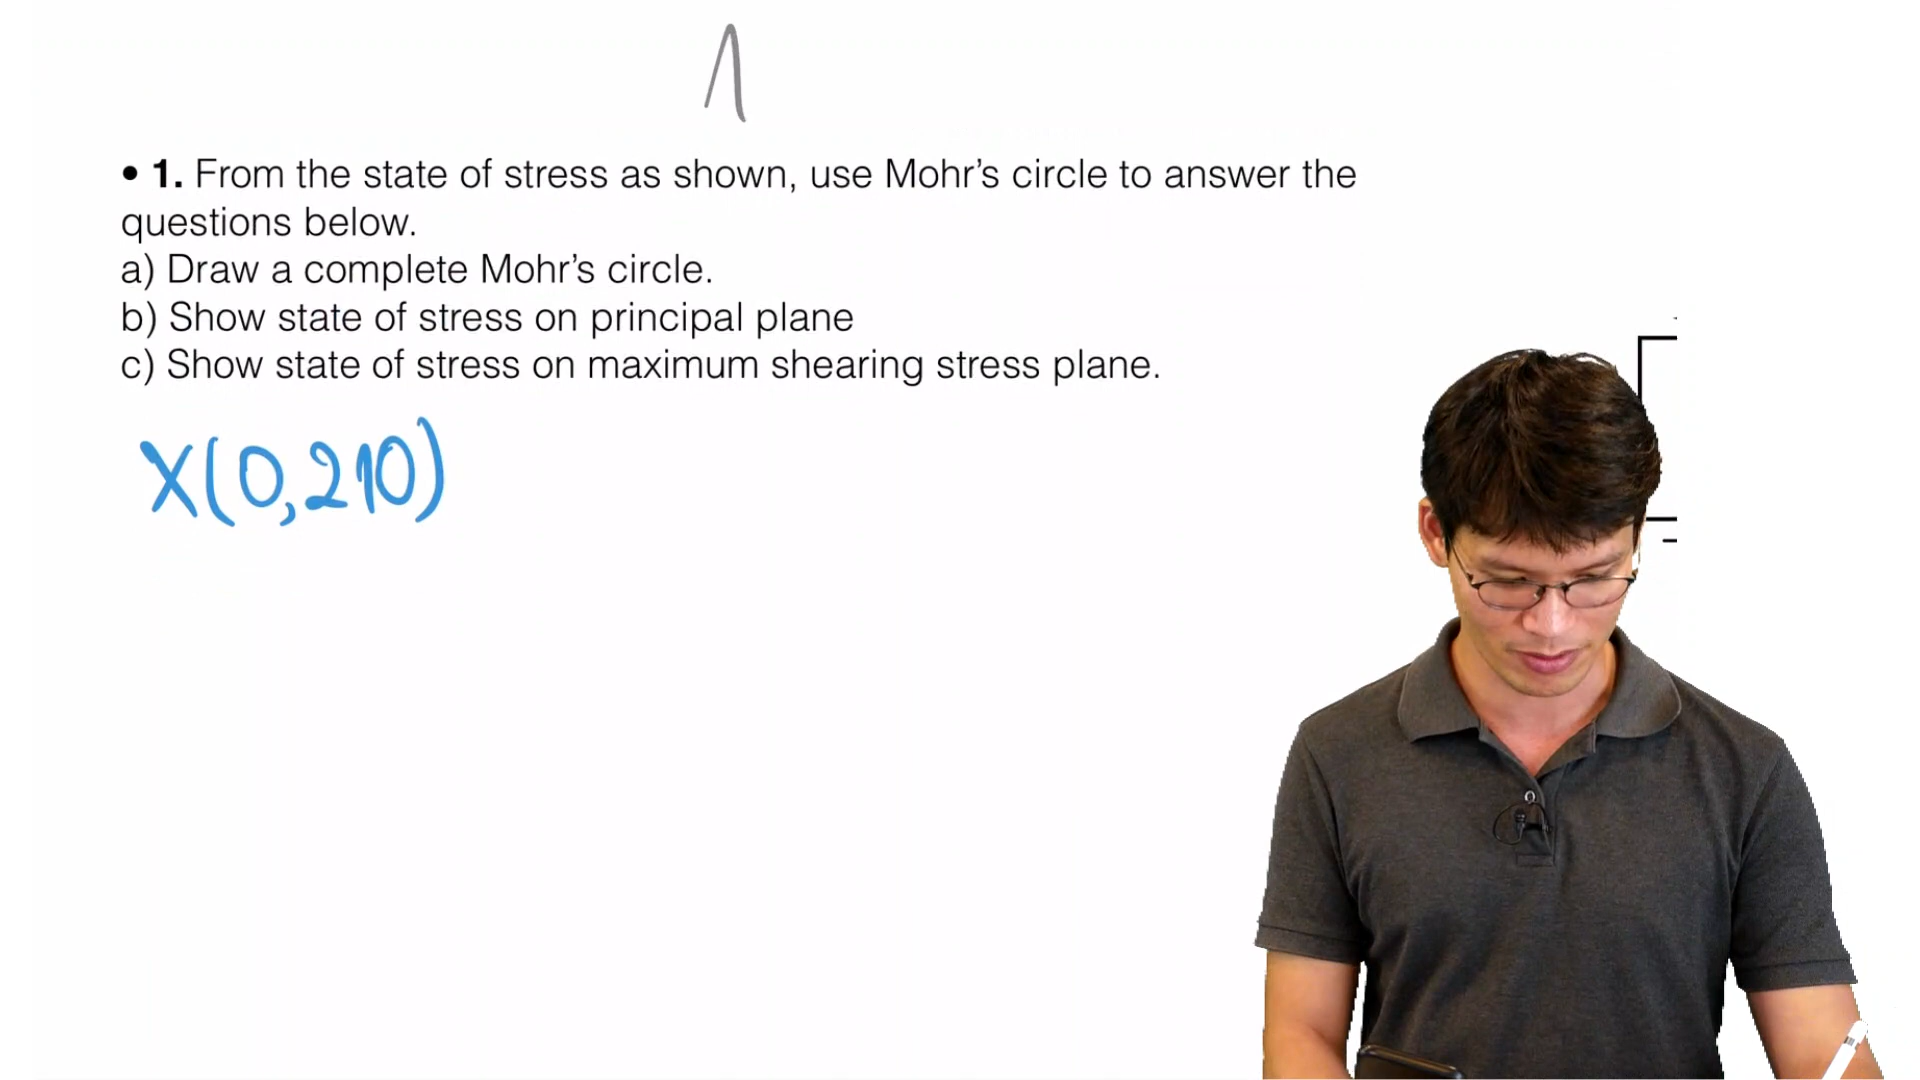 • 1. From the state of stress as shown, use Mohr’s circle to answer the
questions below.
a) Draw a complete Mohr’s circle.
b) Show state of stress on principal plane
c) Show state of stress on maximum shearing stress plane.
X(0,210)